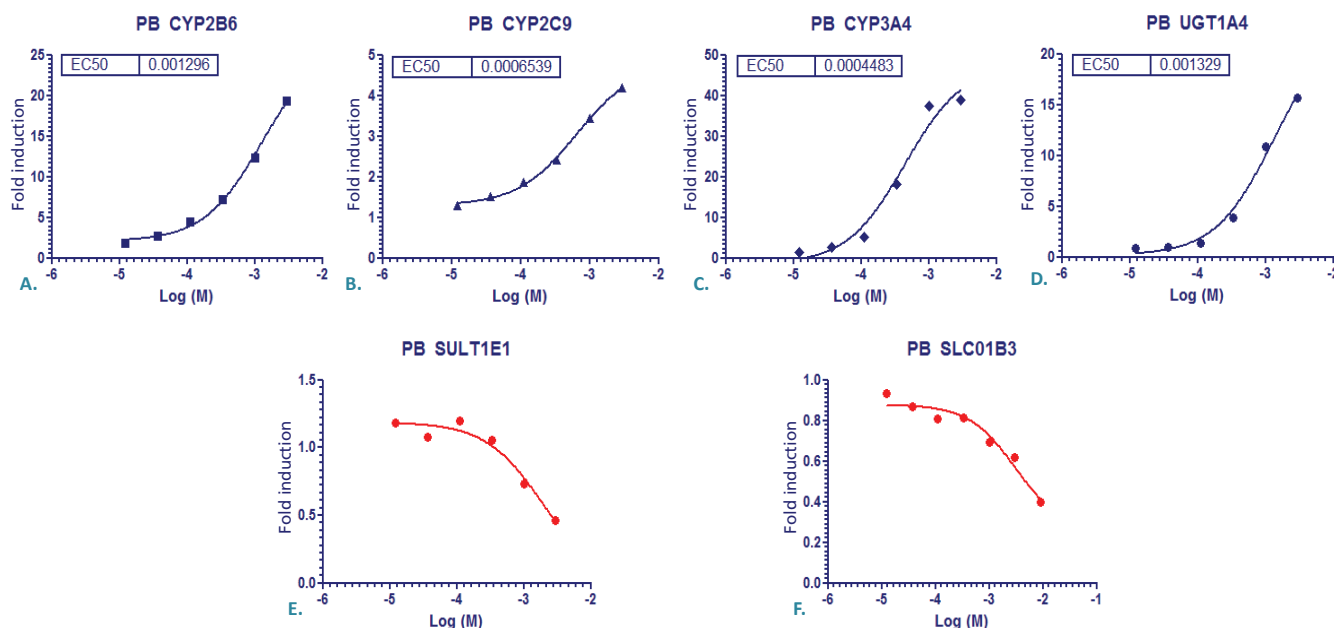 PB CYP2B6
25
20
15
10
5
0
Fold induction
EC50 0.001296
-6 -5 -4 -3 -2
Log (M)
A.
PB CYP2C9
5
4
3
2
1
0
Fold induction
EC50 0.0006539
-6 -5 -4 -3 -2
Log (M)
B.
PB CYP3A4
50
40
30
20
10
0
Fold induction
EC50 0.0004483
-6 -5 -4 -3 -2
Log (M)
C.
PB UGT1A4
20
15
10
5
0
Fold induction
EC50 0.001329
-6 -5 -4 -3 -2
Log (M)
D.
PB SULT1E1
1.5
1.0
0.5
0.0
Fold induction
-6 -5 -4 -3 -2
Log (M)
E.
PB SLC01B3
1.0
0.8
0.6
0.4
0.2
0.0
Fold induction
-6 -5 -4 -3 -2 -1
Log (M)
F.